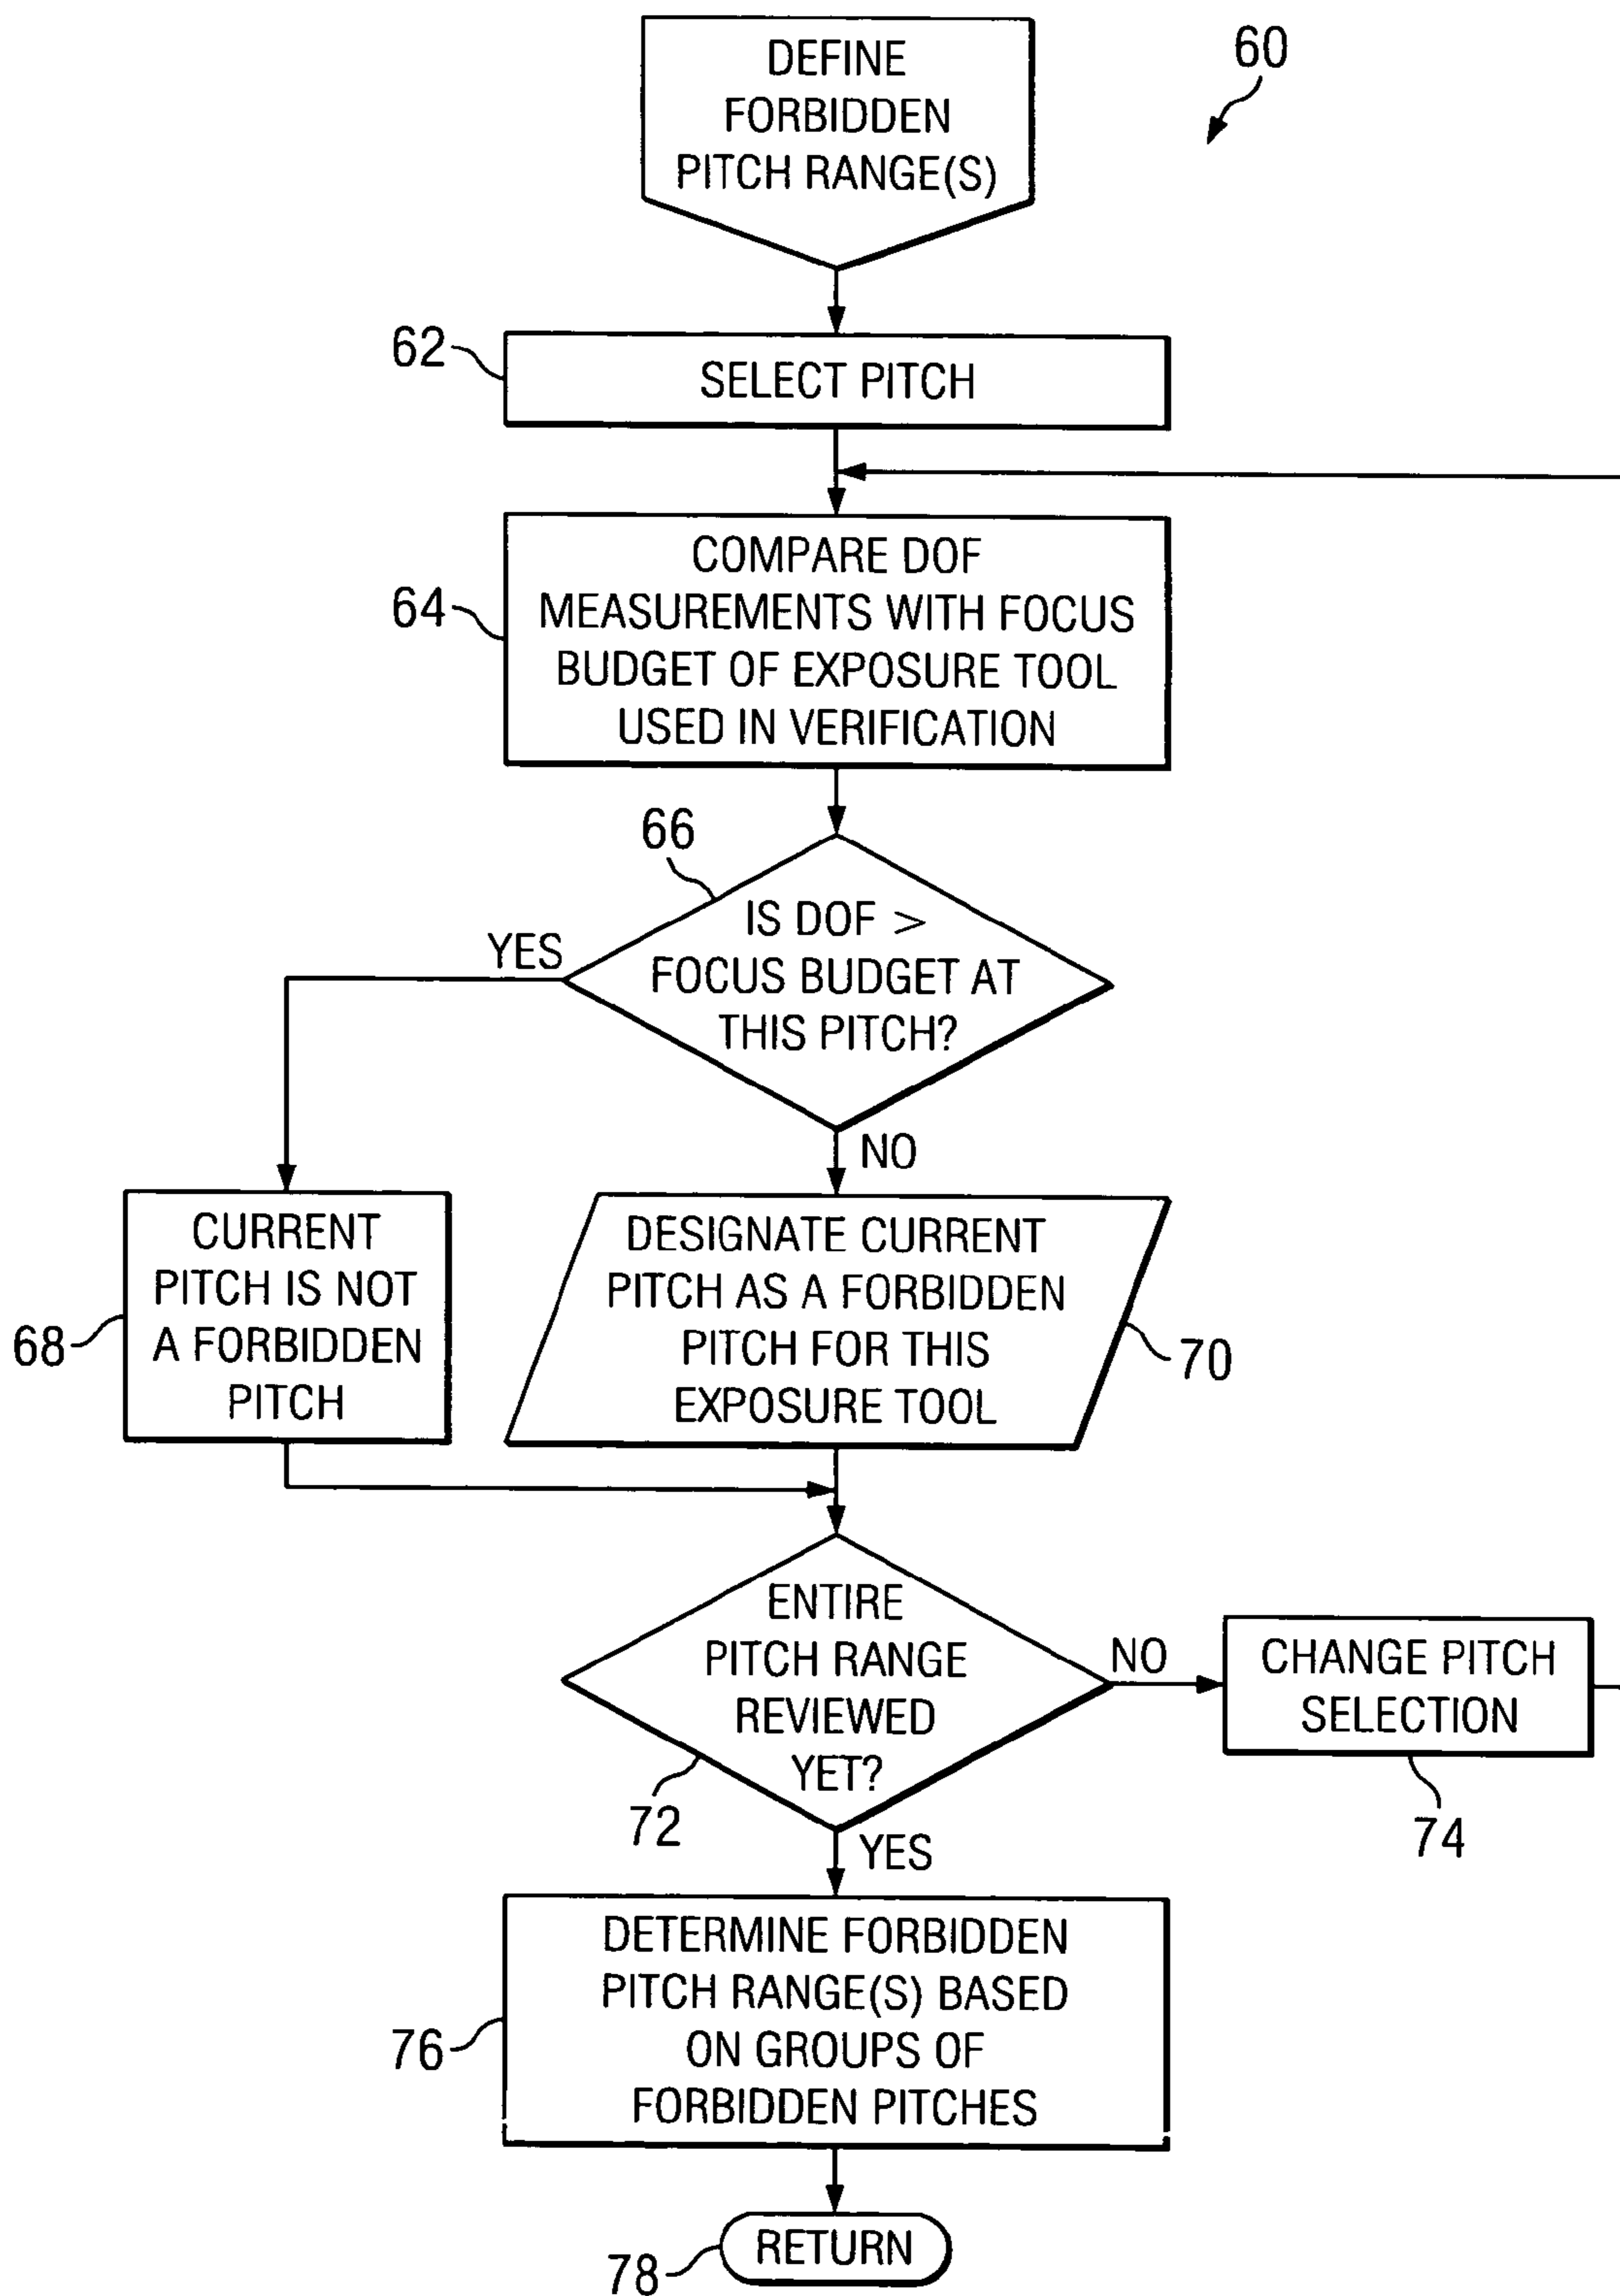 DEFINE
FORBIDDEN
PITCH RANGE(S)
60
62
SELECT PITCH
64
COMPARE DOF
MEASUREMENTS WITH FOCUS
BUDGET OF EXPOSURE TOOL
USED IN VERIFICATION
66
IS DOF >
FOCUS BUDGET AT
THIS PITCH?
YES
NO
68
CURRENT
PITCH IS NOT
A FORBIDDEN
PITCH
DESIGNATE CURRENT
PITCH AS A FORBIDDEN
PITCH FOR THIS
EXPOSURE TOOL
70
ENTIRE
PITCH RANGE
REVIEWED
YET?
72
NO
CHANGE PITCH
SELECTION
74
YES
76
DETERMINE FORBIDDEN
PITCH RANGE(S) BASED
ON GROUPS OF
FORBIDDEN PITCHES
78
RETURN